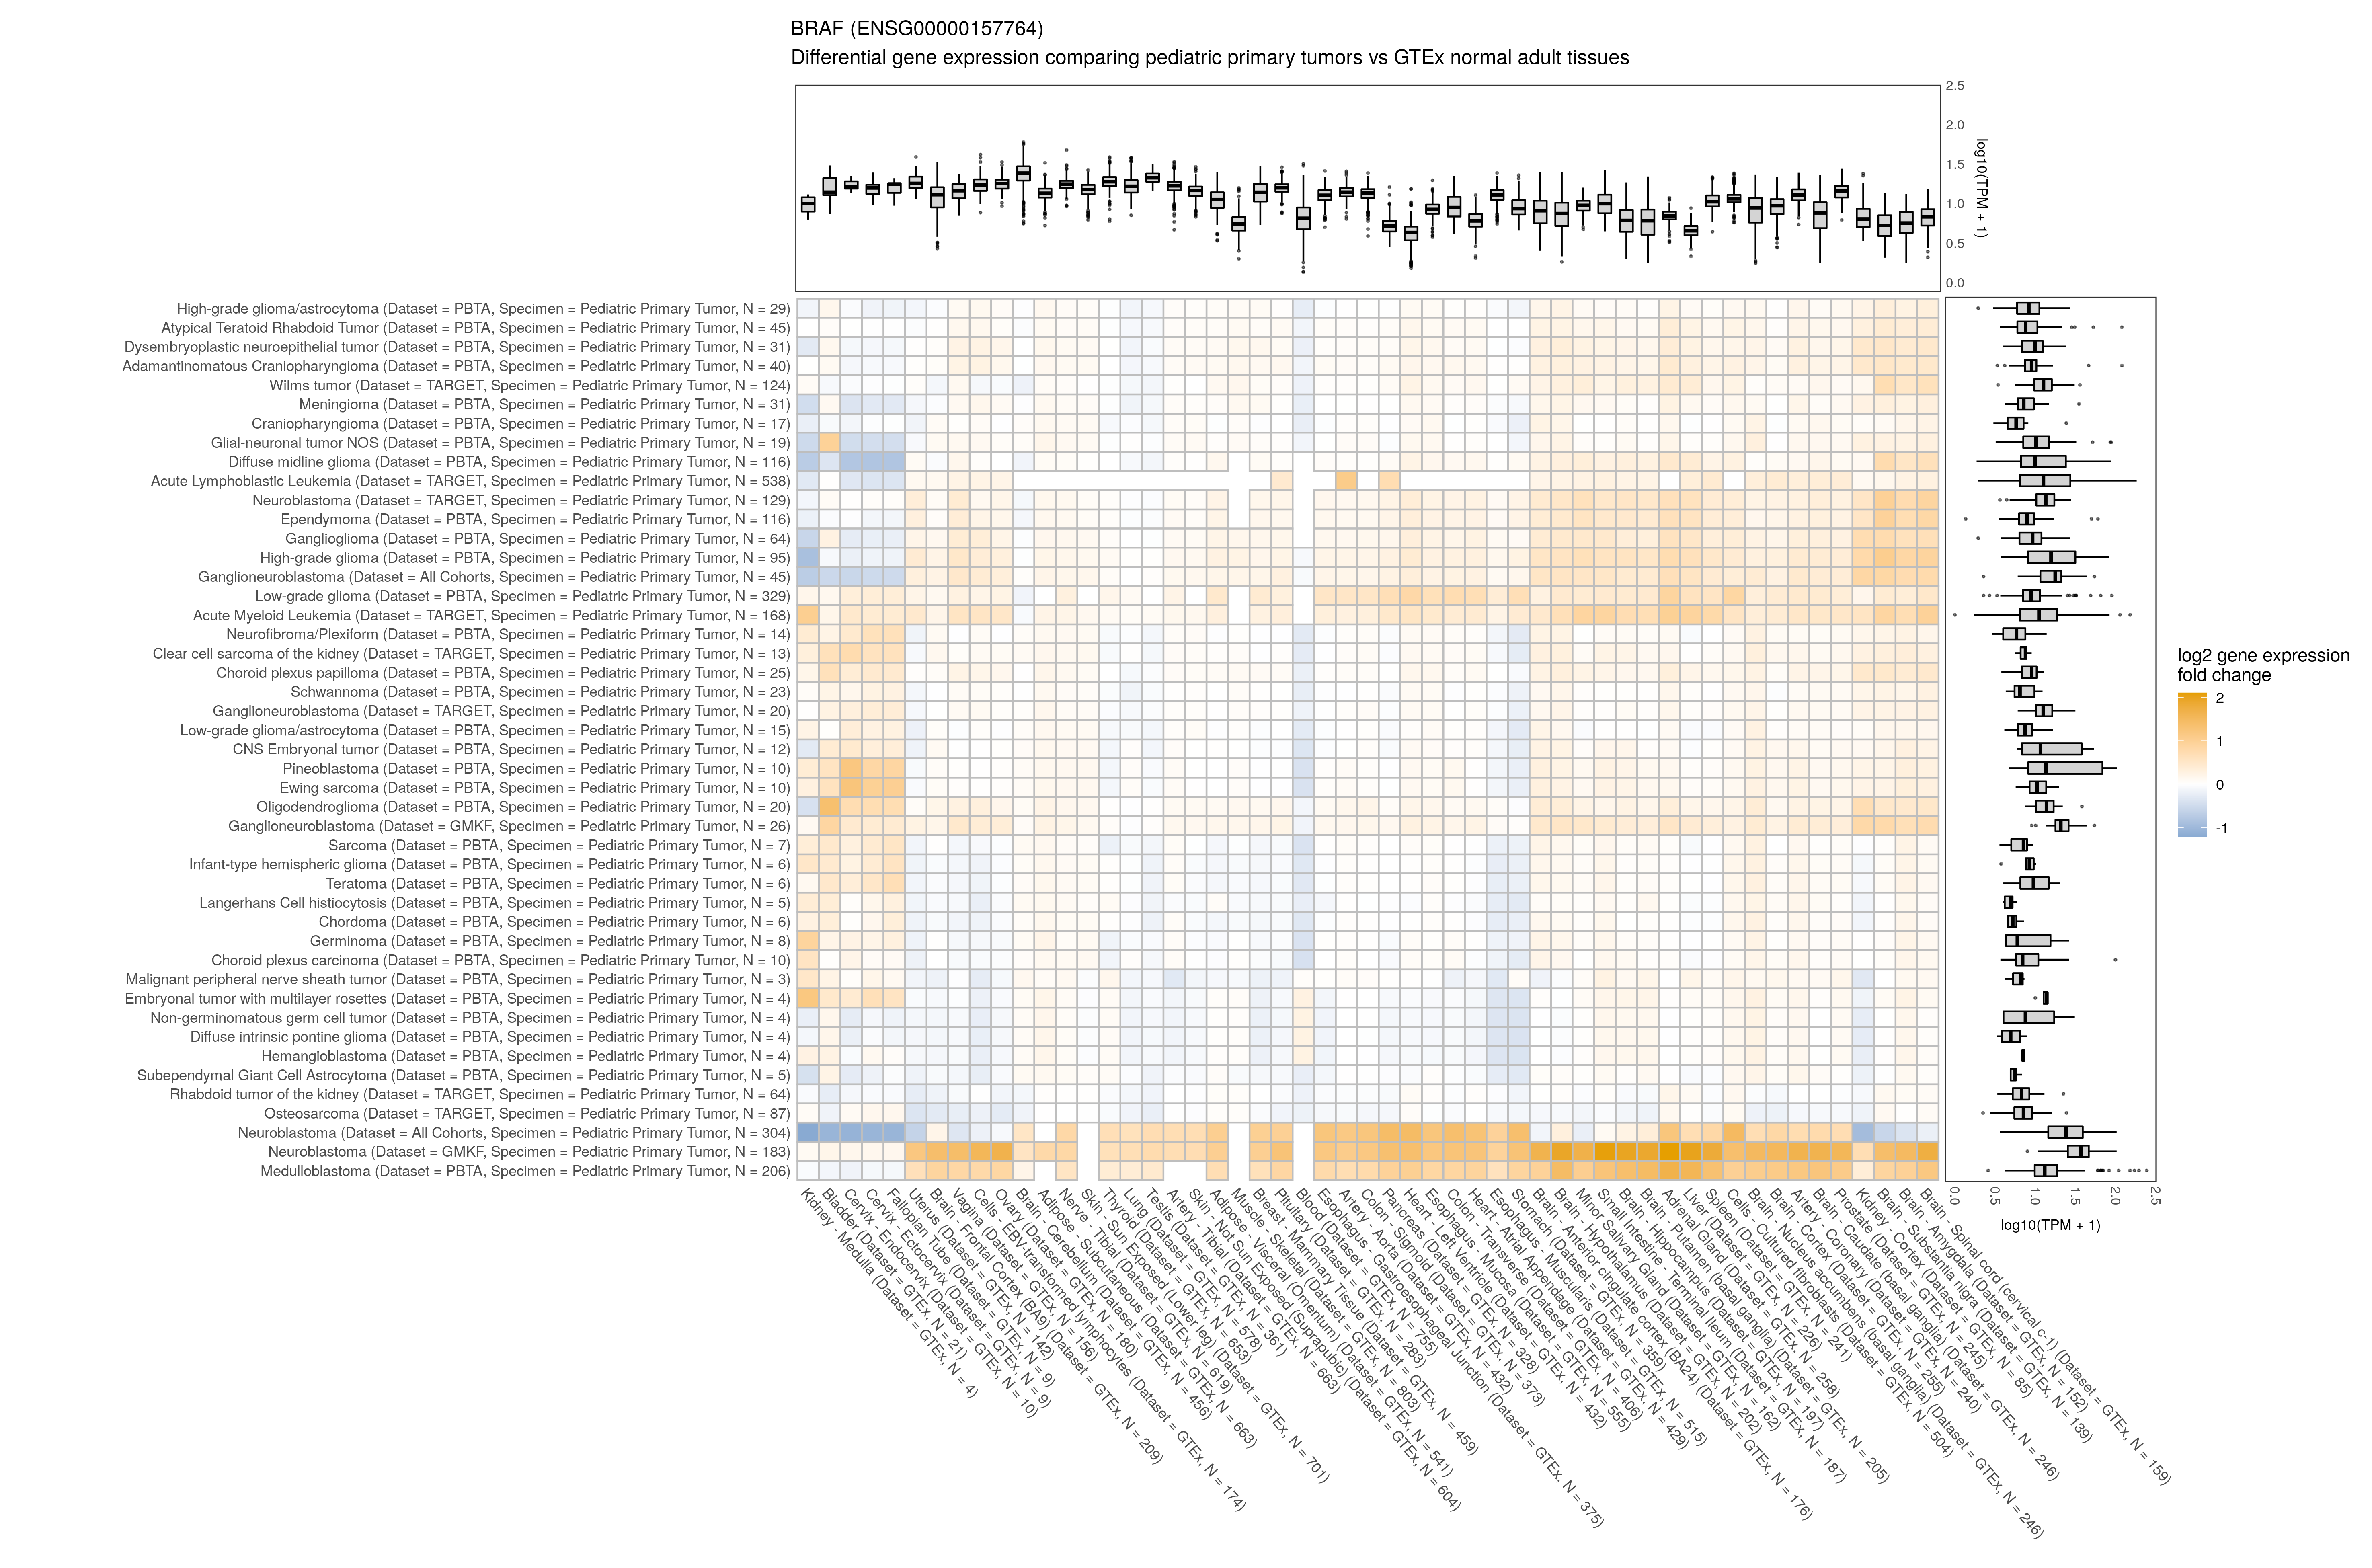 BRAF (ENSG00000157764)
Differential gene expression comparing pediatric primary tumors vs GTEx normal adult tissues
2.5
2.0
1.5
1.0
0.5
0.0
log10(TPM + 1)
High-grade glioma/astrocytoma (Dataset = PBTA, Specimen = Pediatric Primary Tumor, N = 29)
Atypical Teratoid Rhabdoid Tumor (Dataset = PBTA, Specimen = Pediatric Primary Tumor, N = 45)
Dysembryoplastic neuroepithelial tumor (Dataset = PBTA, Specimen = Pediatric Primary Tumor, N = 31)
Adamantinomatous Craniopharyngioma (Dataset = PBTA, Specimen = Pediatric Primary Tumor, N = 40)
Wilms tumor (Dataset = TARGET, Specimen = Pediatric Primary Tumor, N = 124)
Meningioma (Dataset = PBTA, Specimen = Pediatric Primary Tumor, N = 31)
Craniopharyngioma (Dataset = PBTA, Specimen = Pediatric Primary Tumor, N = 17)
Glial-neuronal tumor NOS (Dataset = PBTA, Specimen = Pediatric Primary Tumor, N = 19)
Diffuse midline glioma (Dataset = PBTA, Specimen = Pediatric Primary Tumor, N = 116)
Acute Lymphoblastic Leukemia (Dataset = TARGET, Specimen = Pediatric Primary Tumor, N = 538)
Neuroblastoma (Dataset = TARGET, Specimen = Pediatric Primary Tumor, N = 129)
Ependymoma (Dataset = PBTA, Specimen = Pediatric Primary Tumor, N = 116)
Ganglioglioma (Dataset = PBTA, Specimen = Pediatric Primary Tumor, N = 64)
High-grade glioma (Dataset = PBTA, Specimen = Pediatric Primary Tumor, N = 95)
Ganglioneuroblastoma (Dataset = All Cohorts, Specimen = Pediatric Primary Tumor, N = 45)
Low-grade glioma (Dataset = PBTA, Specimen = Pediatric Primary Tumor, N = 329)
Acute Myeloid Leukemia (Dataset = TARGET, Specimen = Pediatric Primary Tumor, N = 168)
Neurofibroma/Plexiform (Dataset = PBTA, Specimen = Pediatric Primary Tumor, N = 14)
Clear cell sarcoma of the kidney (Dataset = TARGET, Specimen = Pediatric Primary Tumor, N = 13)
Choroid plexus papilloma (Dataset = PBTA, Specimen = Pediatric Primary Tumor, N = 25)
Schwannoma (Dataset = PBTA, Specimen = Pediatric Primary Tumor, N = 23)
Ganglioneuroblastoma (Dataset = TARGET, Specimen = Pediatric Primary Tumor, N = 20)
Low-grade glioma/astrocytoma (Dataset = PBTA, Specimen = Pediatric Primary Tumor, N = 15)
CNS Embryonal tumor (Dataset = PBTA, Specimen = Pediatric Primary Tumor, N = 12)
Pineoblastoma (Dataset = PBTA, Specimen = Pediatric Primary Tumor, N = 10)
Ewing sarcoma (Dataset = PBTA, Specimen = Pediatric Primary Tumor, N = 10)
Oligodendroglioma (Dataset = PBTA, Specimen = Pediatric Primary Tumor, N = 20)
Ganglioneuroblastoma (Dataset = GMKF, Specimen = Pediatric Primary Tumor, N = 26)
Sarcoma (Dataset = PBTA, Specimen = Pediatric Primary Tumor, N = 7)
Infant-type hemispheric glioma (Dataset = PBTA, Specimen = Pediatric Primary Tumor, N = 6)
Teratoma (Dataset = PBTA, Specimen = Pediatric Primary Tumor, N = 6)
Langerhans Cell histiocytosis (Dataset = PBTA, Specimen = Pediatric Primary Tumor, N = 5)
Chordoma (Dataset = PBTA, Specimen = Pediatric Primary Tumor, N = 6)
Germinoma (Dataset = PBTA, Specimen = Pediatric Primary Tumor, N = 8)
Choroid plexus carcinoma (Dataset = PBTA, Specimen = Pediatric Primary Tumor, N = 10)
Malignant peripheral nerve sheath tumor (Dataset = PBTA, Specimen = Pediatric Primary Tumor, N = 3)
Embryonal tumor with multilayer rosettes (Dataset = PBTA, Specimen = Pediatric Primary Tumor, N = 4)
Non-germinomatous germ cell tumor (Dataset = PBTA, Specimen = Pediatric Primary Tumor, N = 4)
Diffuse intrinsic pontine glioma (Dataset = PBTA, Specimen = Pediatric Primary Tumor, N = 4)
Hemangioblastoma (Dataset = PBTA, Specimen = Pediatric Primary Tumor, N = 4)
Subependymal Giant Cell Astrocytoma (Dataset = PBTA, Specimen = Pediatric Primary Tumor, N = 5)
Rhabdoid tumor of the kidney (Dataset = TARGET, Specimen = Pediatric Primary Tumor, N = 64)
Osteosarcoma (Dataset = TARGET, Specimen = Pediatric Primary Tumor, N = 87)
Neuroblastoma (Dataset = All Cohorts, Specimen = Pediatric Primary Tumor, N = 304)
Neuroblastoma (Dataset = GMKF, Specimen = Pediatric Primary Tumor, N = 183)
Medulloblastoma (Dataset = PBTA, Specimen = Pediatric Primary Tumor, N = 206)
log2 gene expression
fold change
2
1
0
-1
0.0
0.5
1.0
1.5
2.0
2.5
log10(TPM + 1)
Kidney - Medulla (Dataset = GTEx, N = 4)
Bladder (Dataset = GTEx, N = 21)
Cervix - Endocervix (Dataset = GTEx, N = 10)
Cervix - Ectocervix (Dataset = GTEx, N = 9)
Fallopian Tube (Dataset = GTEx, N = 9)
Uterus (Dataset = GTEx, N = 142)
Brain - Frontal Cortex (BA9) (Dataset = GTEx, N = 209)
Vagina (Dataset = GTEx, N = 156)
Cells - EBV-transformed lymphocytes (Dataset = GTEx, N = 174)
Ovary (Dataset = GTEx, N = 180)
Brain - Cerebellum (Dataset = GTEx, N = 456)
Adipose - Subcutaneous (Dataset = GTEx, N = 663)
Nerve - Tibial (Dataset = GTEx, N = 619)
Skin - Sun Exposed (Lower leg) (Dataset = GTEx, N = 701)
Thyroid (Dataset = GTEx, N = 653)
Lung (Dataset = GTEx, N = 578)
Testis (Dataset = GTEx, N = 361)
Artery - Tibial (Dataset = GTEx, N = 663)
Skin - Not Sun Exposed (Suprapubic) (Dataset = GTEx, N = 604)
Adipose - Visceral (Omentum) (Dataset = GTEx, N = 541)
Muscle - Skeletal (Dataset = GTEx, N = 803)
Breast - Mammary Tissue (Dataset = GTEx, N = 459)
Pituitary (Dataset = GTEx, N = 283)
Blood (Dataset = GTEx, N = 755)
Esophagus - Gastroesophageal Junction (Dataset = GTEx, N = 375)
Artery - Aorta (Dataset = GTEx, N = 432)
Colon - Sigmoid (Dataset = GTEx, N = 373)
Pancreas (Dataset = GTEx, N = 328)
Heart - Left Ventricle (Dataset = GTEx, N = 432)
Esophagus - Mucosa (Dataset = GTEx, N = 555)
Colon - Transverse (Dataset = GTEx, N = 406)
Heart - Atrial Appendage (Dataset = GTEx, N = 429)
Esophagus - Muscularis (Dataset = GTEx, N = 515)
Stomach (Dataset = GTEx, N = 359)
Brain - Anterior cingulate cortex (BA24) (Dataset = GTEx, N = 176)
Brain - Hypothalamus (Dataset = GTEx, N = 202)
Minor Salivary Gland (Dataset = GTEx, N = 162)
Small Intestine - Terminal Ileum (Dataset = GTEx, N = 187)
Brain - Hippocampus (Dataset = GTEx, N = 197)
Brain - Putamen (basal ganglia) (Dataset = GTEx, N = 205)
Adrenal Gland (Dataset = GTEx, N = 258)
Liver (Dataset = GTEx, N = 226)
Spleen (Dataset = GTEx, N = 241)
Cells - Cultured fibroblasts (Dataset = GTEx, N = 504)
Brain - Nucleus accumbens (basal ganglia) (Dataset = GTEx, N = 246)
Brain - Cortex (Dataset = GTEx, N = 255)
Artery - Coronary (Dataset = GTEx, N = 240)
Brain - Caudate (basal ganglia) (Dataset = GTEx, N = 246)
Prostate (Dataset = GTEx, N = 245)
Kidney - Cortex (Dataset = GTEx, N = 85)
Brain - Substantia nigra (Dataset = GTEx, N = 139)
Brain - Amygdala (Dataset = GTEx, N = 152)
Brain - Spinal cord (cervical c-1) (Dataset = GTEx, N = 159)